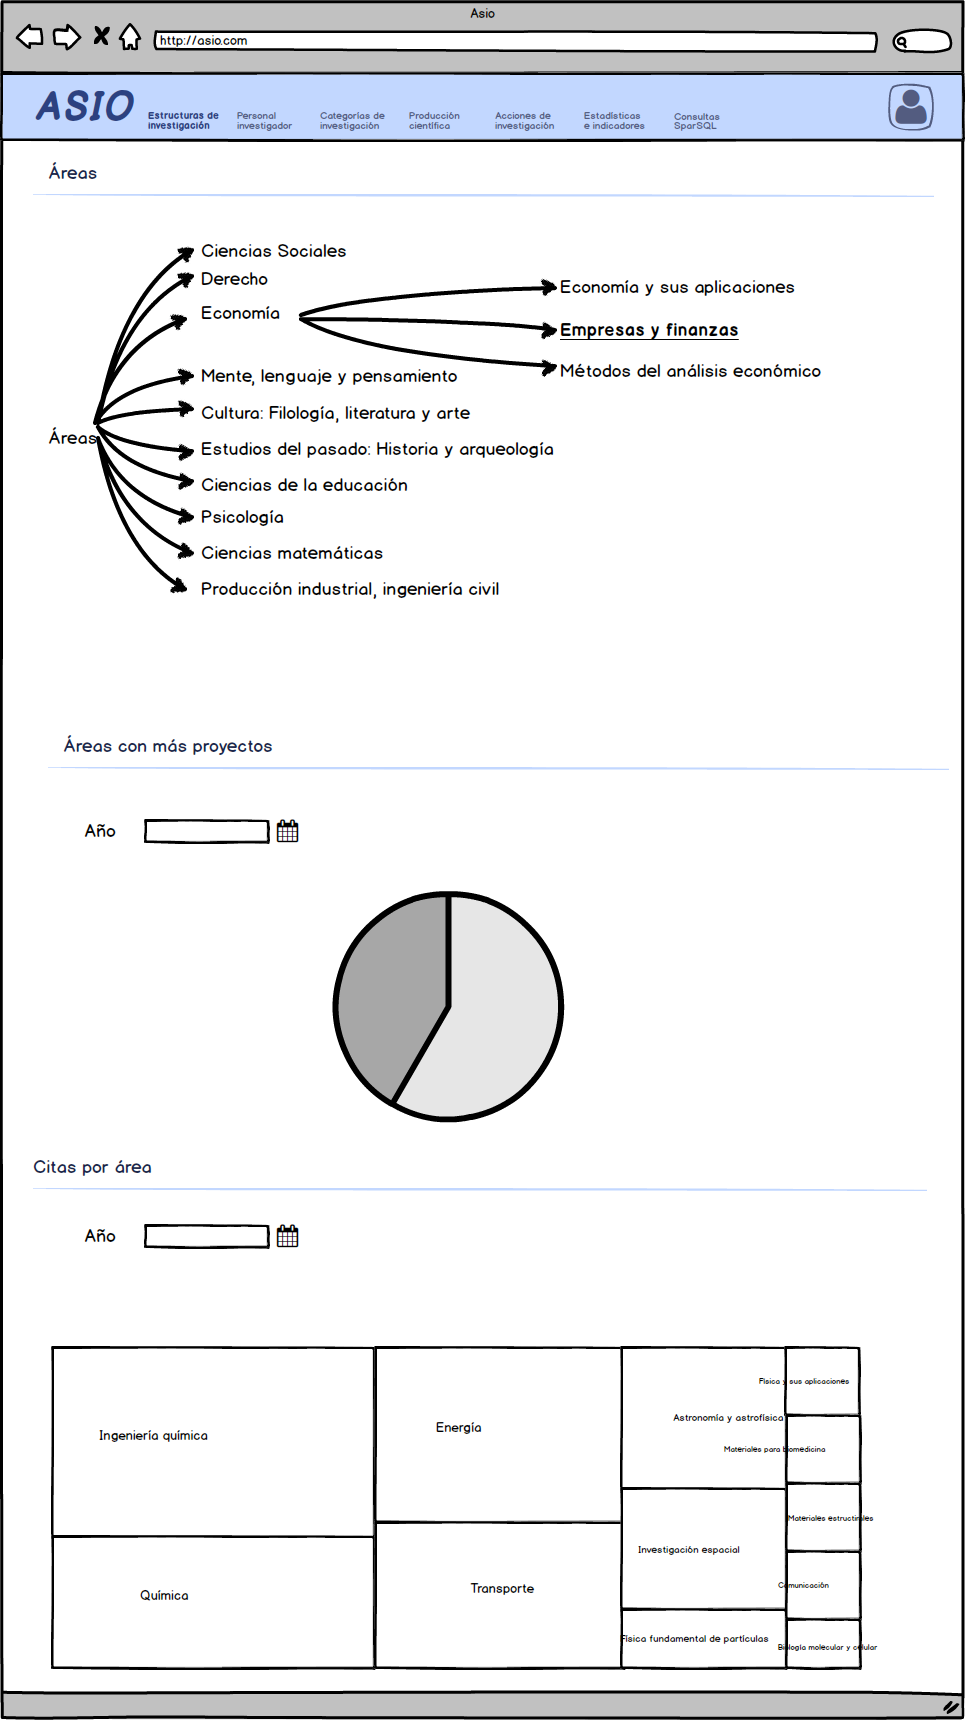 Asio
http://asio.com
ASIO
Estructuras de
investigación
Personal
investigador
Categorías de
investigación
Producción
científica
Acciones de
investigación
Estadísticas
e indicadores
Consultas
SparSQL
Áreas
Ciencias Sociales
Derecho
Economía
Economía y sus aplicaciones
Empresas y finanzas
Métodos del análisis económico
Mente, lenguaje y pensamiento
Cultura: Filología, literatura y arte
Áreas
Estudios del pasado: Historia y arqueología
Ciencias de la educación
Psicología
Ciencias matemáticas
Producción industrial, ingeniería civil
Áreas con más proyectos
Año
Citas por área
Año
Física y sus aplicaciones
Astronomía y astrofísica
Ingeniería química
Energía
Materiales para biomedicina
Materiales estructurales
Investigación espacial
Comunicación
Química
Transporte
Física fundamental de partículas
Biología molecular y celular